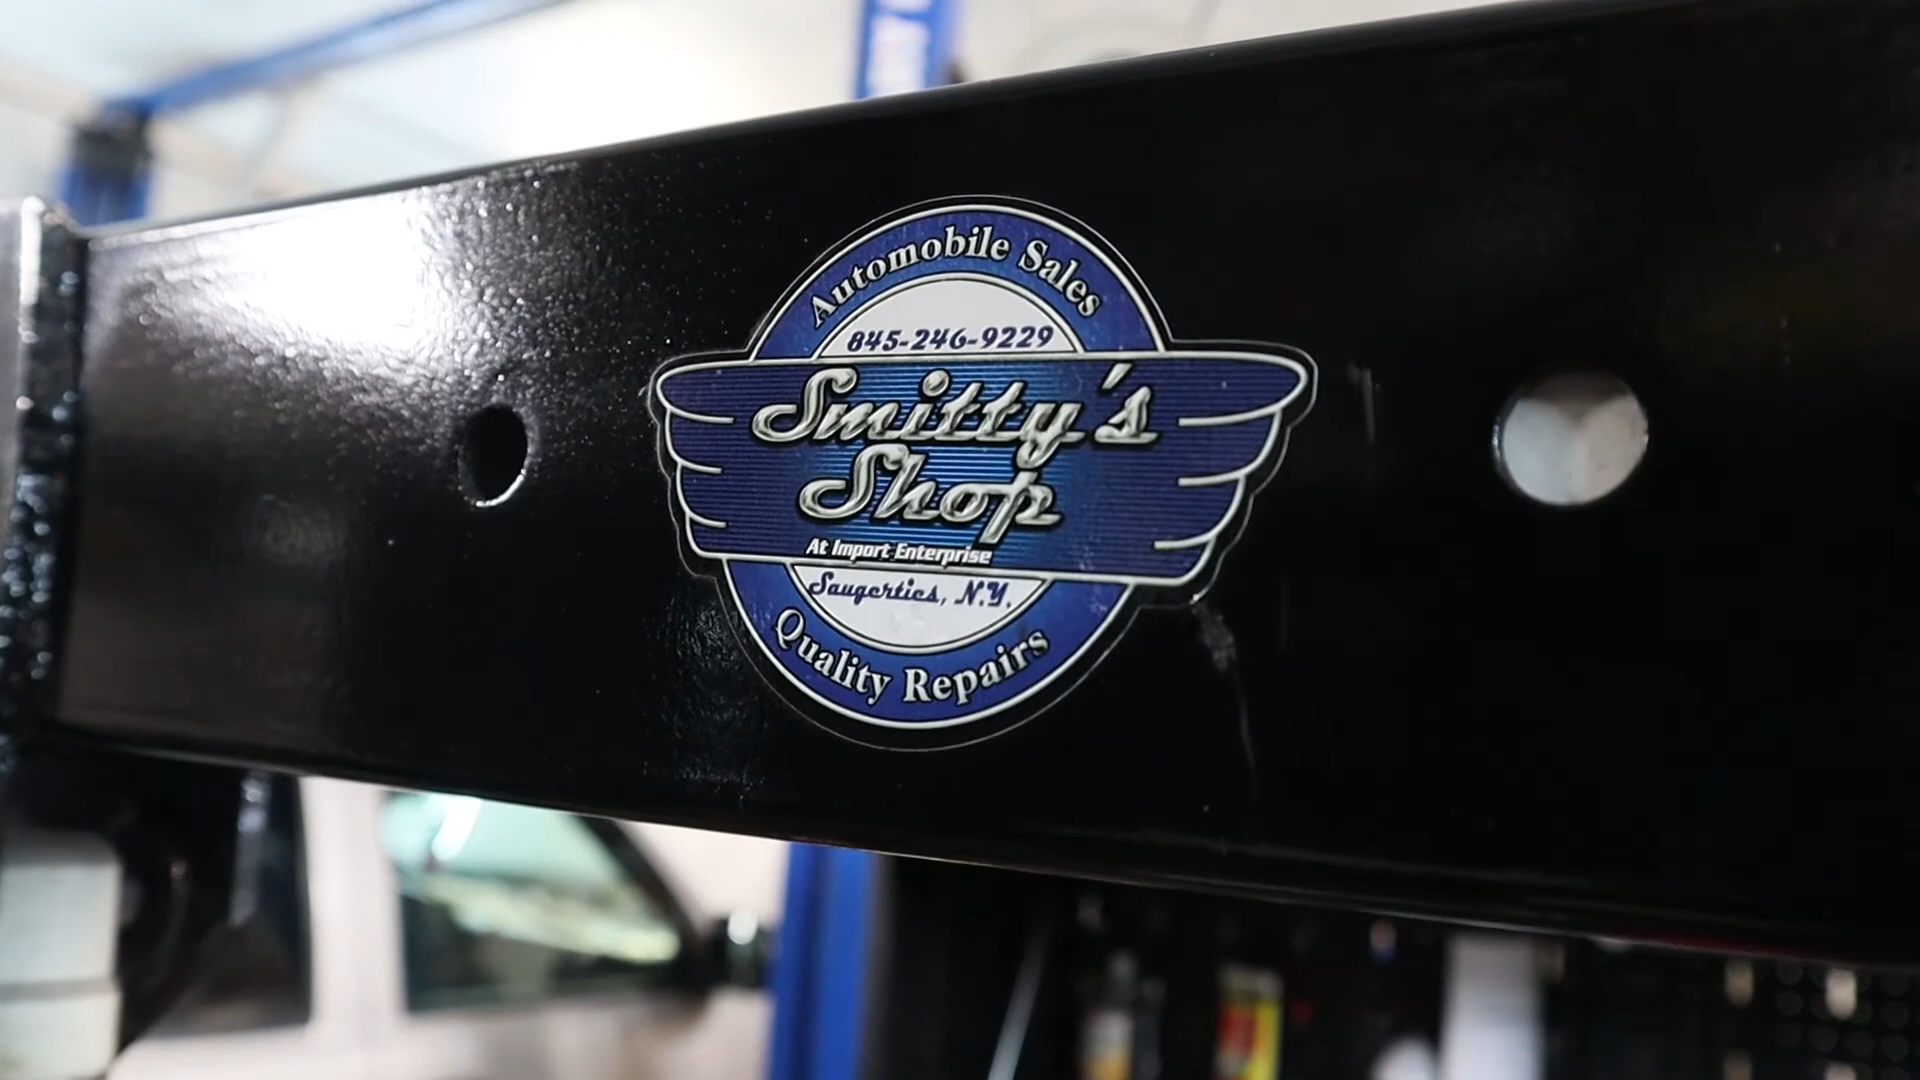 Automobile Sales
845-246-9229
Smitty's
Shop
At Import Enterprise
Saugerties, N.Y.
Quality Repairs